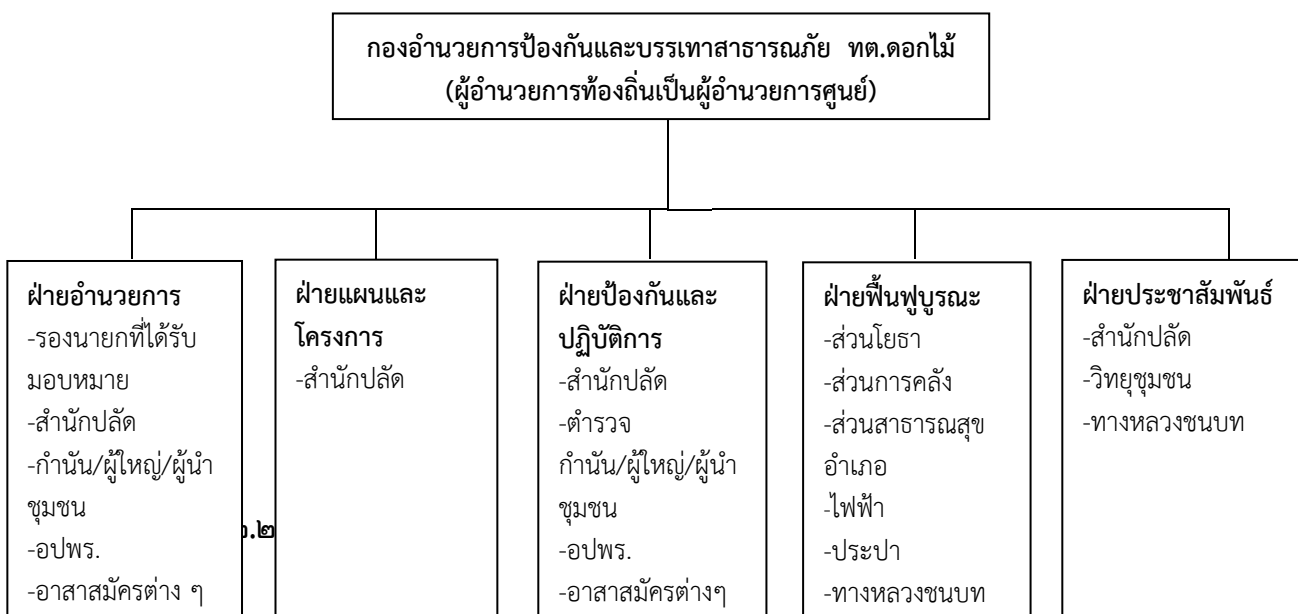 กองอำนวยการป้องกันและบรรเทาสาธารณภัย ทต.ดอกไม้
(ผู้อำนวยการท้องถิ่นเป็นผู้อำนวยการศูนย์)
ฝ่ายอำนวยการ
-รองนายกที่ได้รับ
มอบหมาย
-สำนักปลัด
-กำนัน/ผู้ใหญ่/ผู้นำ
ชุมชน
-อปพร.
-อาสาสมัครต่าง ๆ
ฝ่ายแผนและ
โครงการ
-สำนักปลัด
ฝ่ายป้องกันและ
ปฏิบัติการ
-สำนักปลัด
-ตำรวจ
กำนัน/ผู้ใหญ่/ผู้นำ
ชุมชน
-อปพร.
-อาสาสมัครต่างๆ
ฝ่ายฟื้นฟูบูรณะ
-ส่วนโยธา
-ส่วนการคลัง
-ส่วนสาธารณสุข
อำเภอ
-ไฟฟ้า
-ประปา
-ทางหลวงชนบท
ฝ่ายประชาสัมพันธ์
-สำนักปลัด
-วิทยุชุมชน
-ทางหลวงชนบท